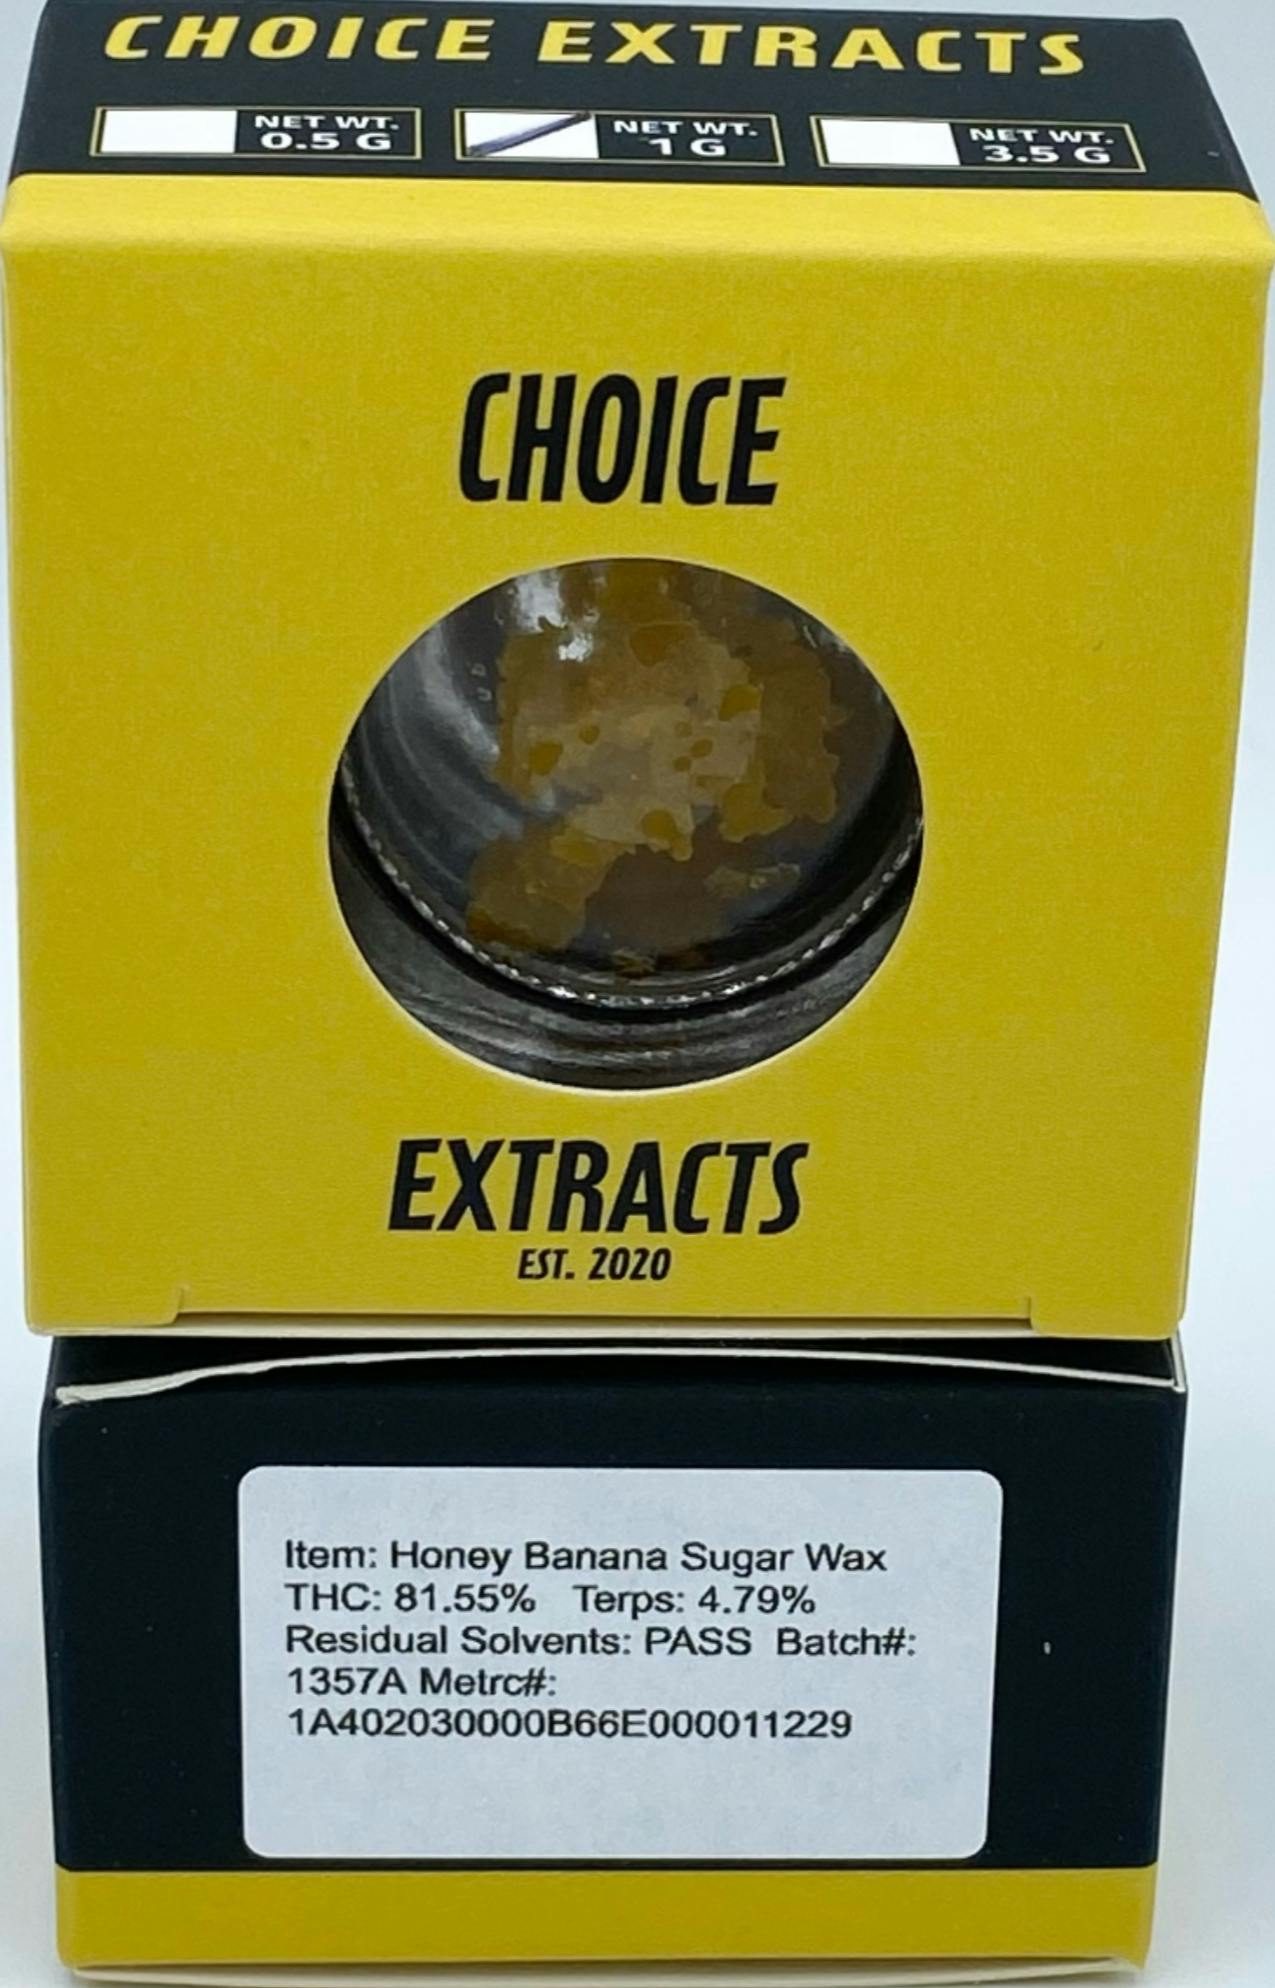 CHOICE EXTRACTS
NET WT. 0.5 G
NET WT. 1 G
NET WT. 3.5 G
CHOICE
EXTRACTS
EST. 2020
Item: Honey Banana Sugar Wax
THC: 81.55% Terps: 4.79%
Residual Solvents: PASS Batch#:
1357A Metrc#:
1A402030000B66E000011229